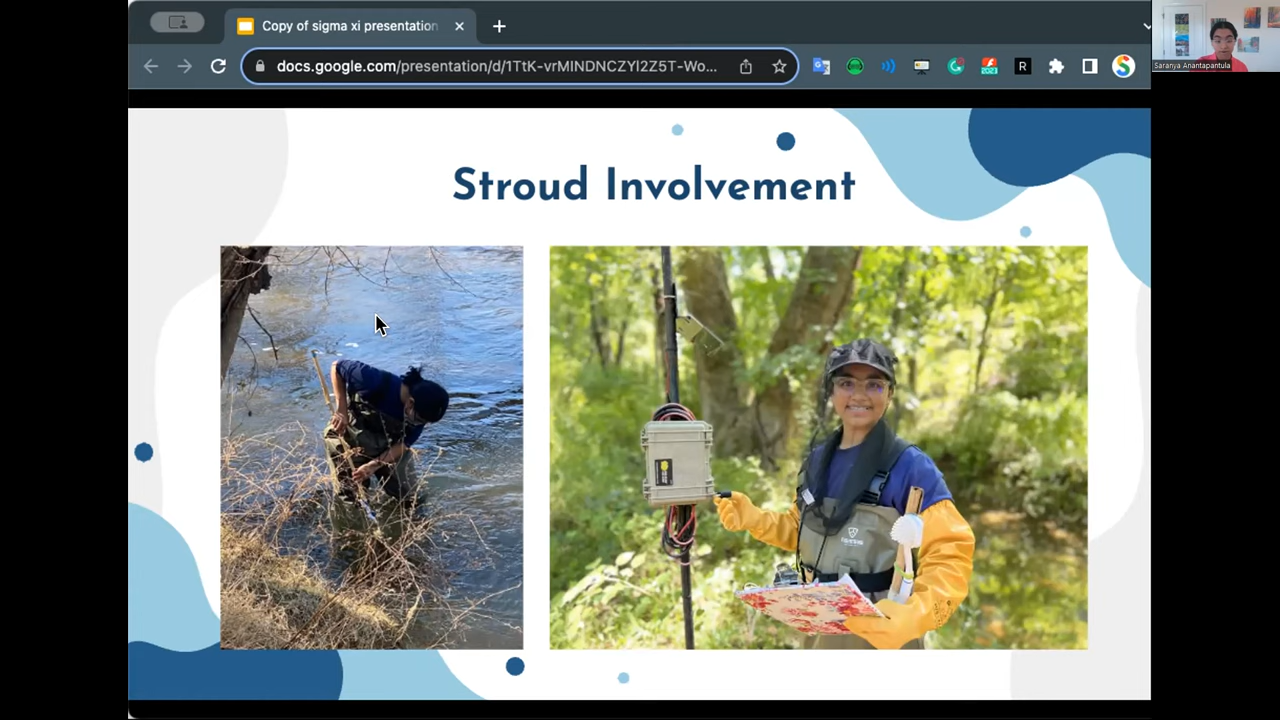 Copy of sigma xi presentation
docs.google.com/presentation/d/1TtK-vrMINDNCZYI2Z5T-Wo...
Saranya Anantapantula
Stroud Involvement